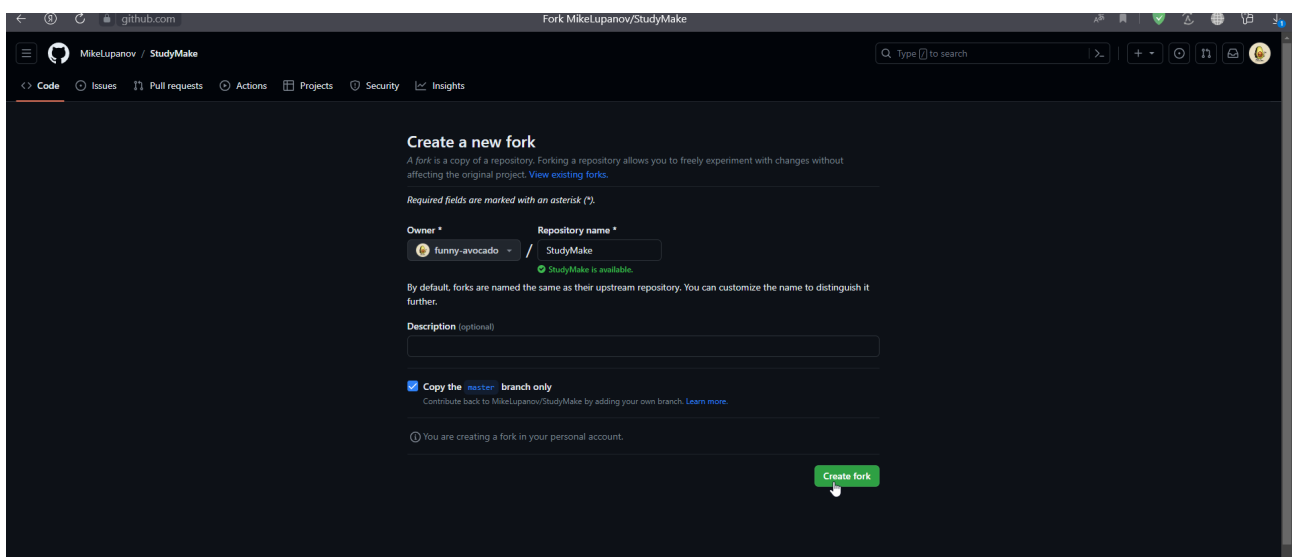 github.com
Fork MikeLupanov/StudyMake
MikeLupanov / StudyMake
Type / to search
Code Issues Pull requests Actions Projects Security Insights
Create a new fork
A fork is a copy of a repository. Forking a repository allows you to freely experiment with changes without
affecting the original project. View existing forks.
Required fields are marked with an asterisk (*).
Owner * Repository name *
funny-avocado / StudyMake
StudyMake is available.
By default, forks are named the same as their upstream repository. You can customize the name to distinguish it
further.
Description (optional)
Copy the master branch only
Contribute back to MikeLupanov/StudyMake by adding your own branch. Learn more.
You are creating a fork in your personal account.
Create fork